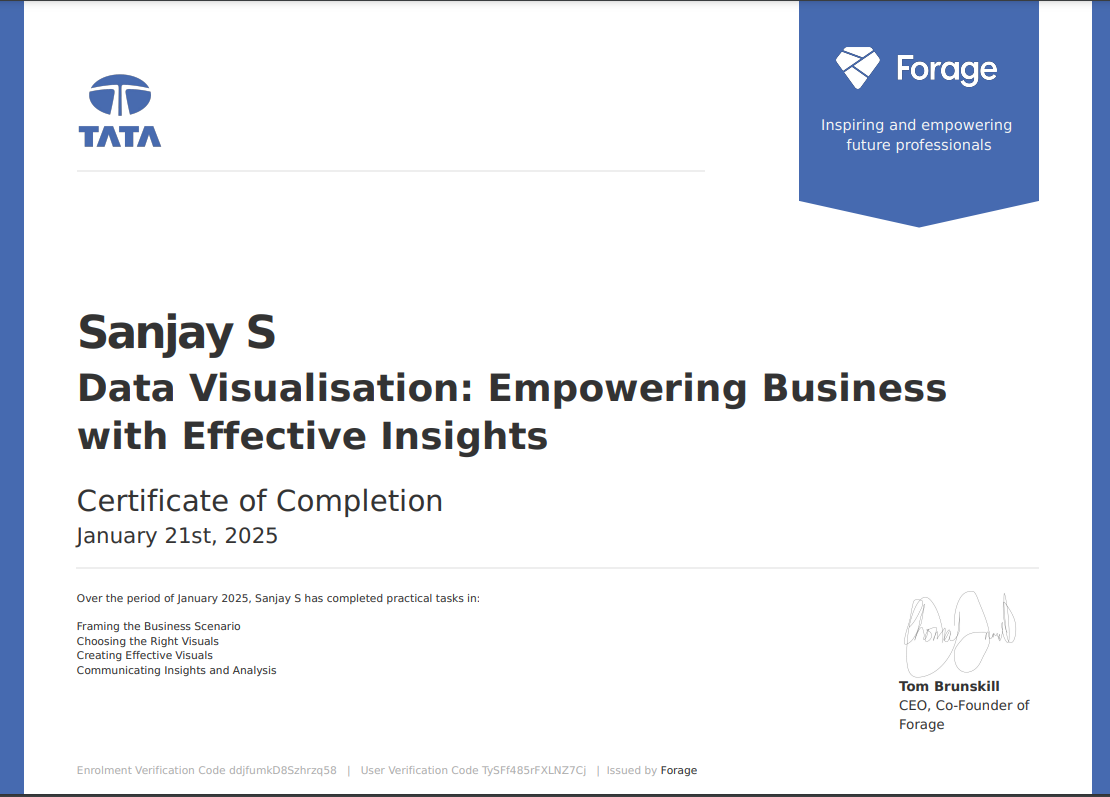 TATA
Forage
Inspiring and empowering
future professionals
Sanjay S
Data Visualisation: Empowering Business
with Effective Insights
Certificate of Completion
January 21st, 2025
Over the period of January 2025, Sanjay S has completed practical tasks in:
Framing the Business Scenario
Choosing the Right Visuals
Creating Effective Visuals
Communicating Insights and Analysis
Tom Brunskill
CEO, Co-Founder of
Forage
Enrolment Verification Code ddjfumkD8Szhrzq58 | User Verification Code TySFf485rFXLNZ7Cj | Issued by Forage